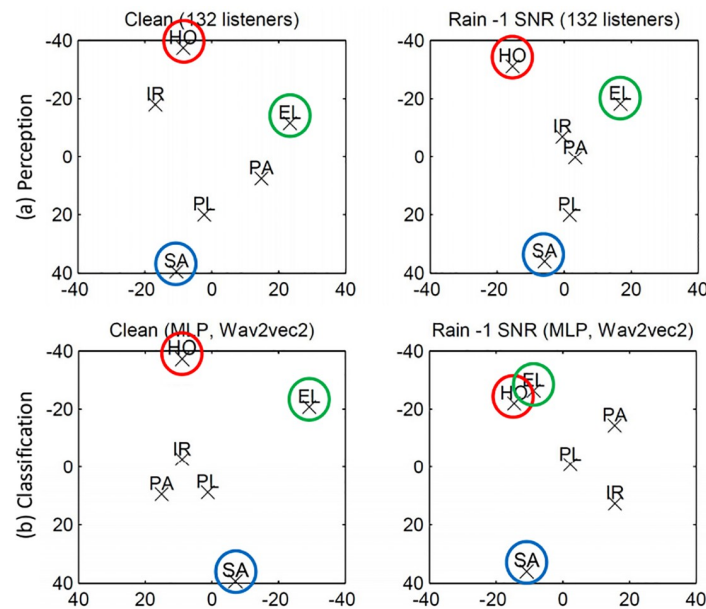 Clean (132 listeners)
Rain -1 SNR (132 listeners)
(a) Perception
-40
-20
0
20
40
HO
IR
EL
PA
PL
SA
-40
-20
0
20
40
-40
-20
0
20
40
HO
EL
IR
PA
PL
SA
-40
-20
0
20
40
Clean (MLP, Wav2vec2)
Rain -1 SNR (MLP, Wav2vec2)
(b) Classification
-40
-20
0
20
40
HO
EL
IR
PA
PL
SA
-40
-20
0
20
40
-40
-20
0
20
40
EL
HO
PA
PL
IR
SA
-40
-20
0
20
40